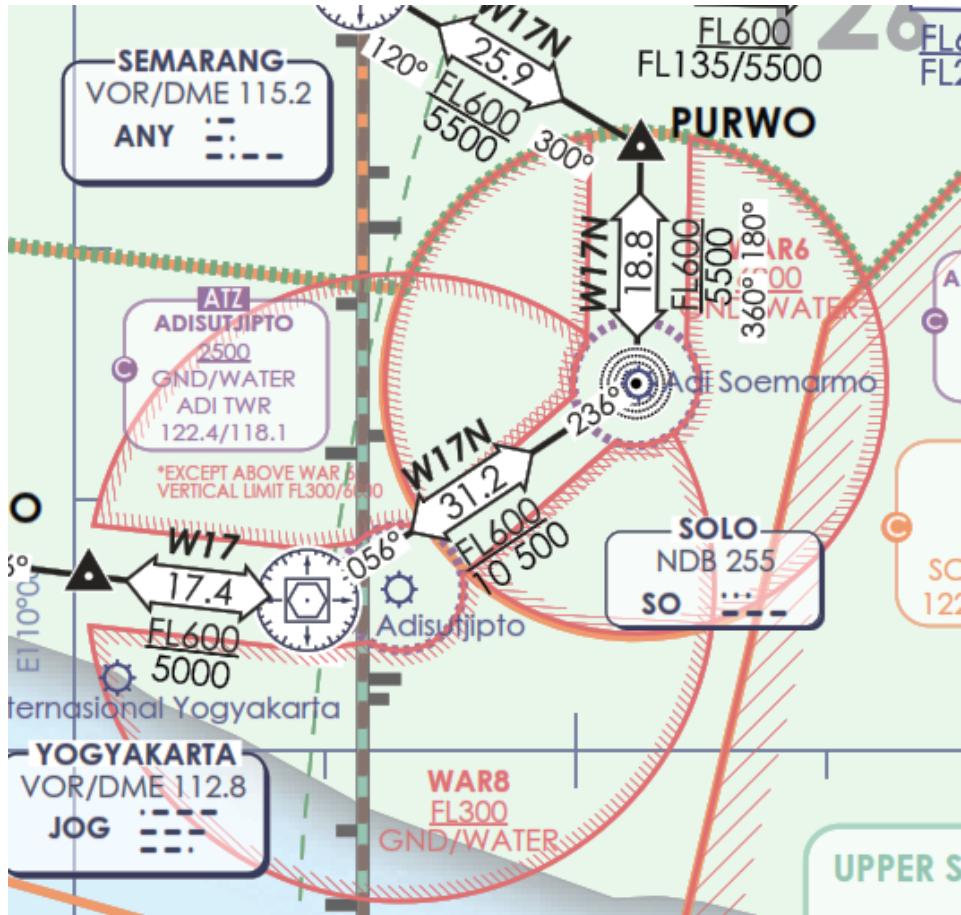 126
W17N
25.9
120°
FL600
5500
300°
FL600
FL135/5500
SEMARANG
VOR/DME 115.2
ANY
PURWO
W17N
18.8
FL600
5500
360° 180°
GND/WATER
ATZ
ADISUTJIPTO
2500
GND/WATER
ADI TWR
122.4/118.1
C
*EXCEPT ABOVE WAR 6
VERTICAL LIMIT FL300/6000
Adi Soemarmo
236°
W17N
31.2
FL600
10 500
056°
C
C
O
W17
17.4
FL600
5000
Adisutjipto
SOLO
NDB 255
SO
SO
122
ternasional Yogyakarta
YOGYAKARTA
VOR/DME 112.8
JOG
WAR8
FL300
GND/WATER
UPPER S